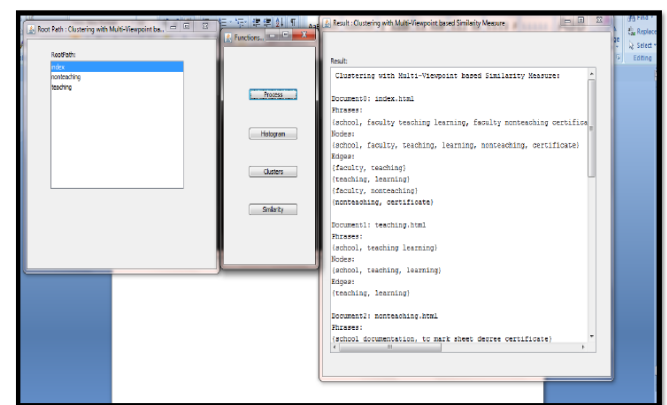 Root Path : Clustering with Multi-Viewpoint ba...
RootPath:
index
nonteaching
teaching
Functions...
Process
Histogram
Clusters
Similarity
Result : Clustering with Multi-Viewpoint based Similarity Measure
Result:
Clustering with Multi-Viewpoint based Similarity Measure:
Document0: index.html
Phrases:
{school, faculty teaching learning, faculty nonteaching certifica
Nodes:
{school, faculty, teaching, learning, nonteaching, certificate}
Edges:
{faculty, teaching}
{teaching, learning}
{faculty, nonteaching}
{nonteaching, certificate}
Document1: teaching.html
Phrases:
{school, teaching learning}
Nodes:
{school, teaching, learning}
Edges:
{teaching, learning}
Document2: nonteaching.html
Phrases:
{school documentation, tc mark sheet degree certificate}
Find
Replace
Select
Editing